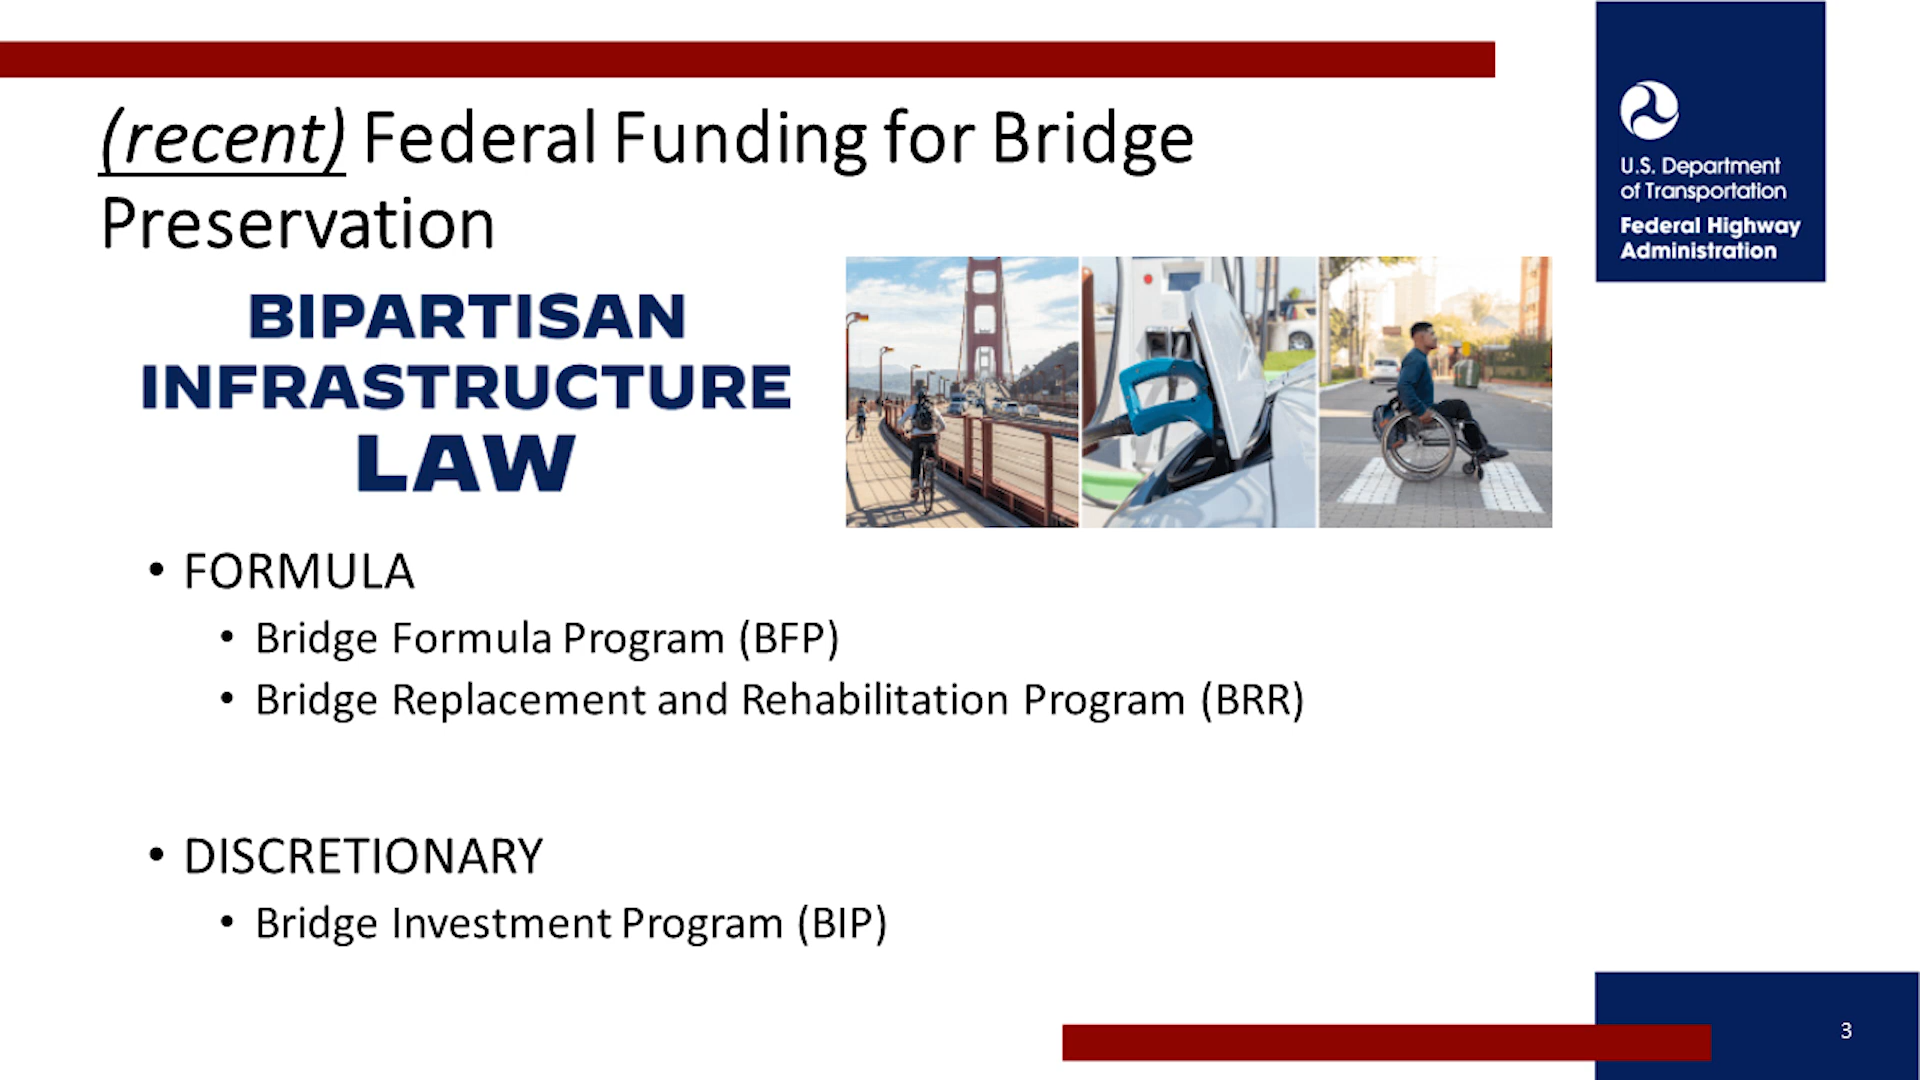 (recent) Federal Funding for Bridge
Preservation
U.S. Department
of Transportation
Federal Highway
Administration
BIPARTISAN
INFRASTRUCTURE
LAW
• FORMULA
• Bridge Formula Program (BFP)
• Bridge Replacement and Rehabilitation Program (BRR)
• DISCRETIONARY
• Bridge Investment Program (BIP)
3